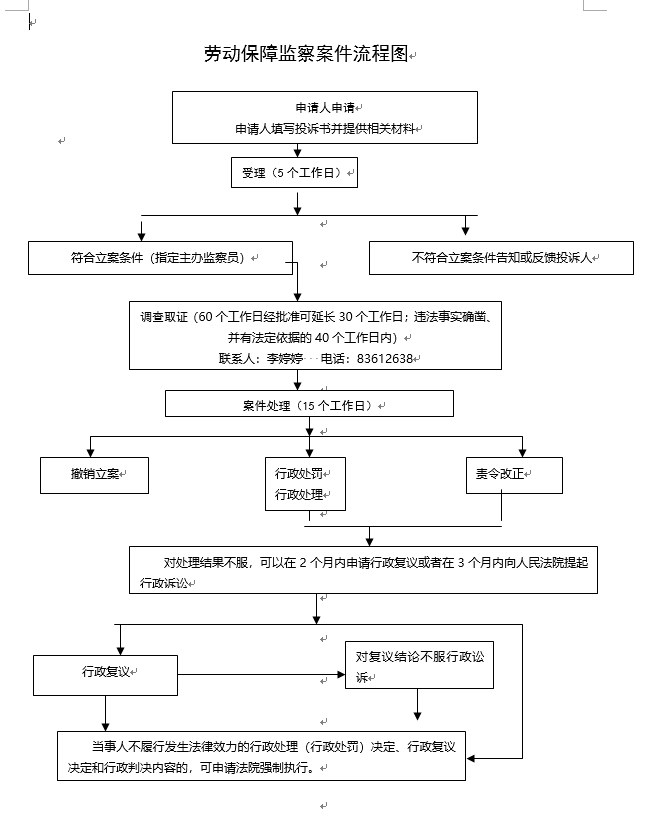 劳动保障监察案件流程图
申请人申请
申请人填写投诉书并提供相关材料
受理（5 个工作日）
符合立案条件（指定主办监察员）
不符合立案条件告知或反馈投诉人
调查取证（60 个工作日经批准可延长 30 个工作日；违法事实确凿、
并有法定依据的 40 个工作日内）
联系人：李婷婷 电话：83612638
案件处理（15 个工作日）
撤销立案
行政处罚
行政处理
责令改正
对处理结果不服，可以在 2 个月内申请行政复议或者在 3 个月内向人民法院提起
行政诉讼
行政复议
对复议结论不服行政讼
诉
当事人不履行发生法律效力的行政处理（行政处罚）决定、行政复议
决定和行政判决内容的，可申请法院强制执行。